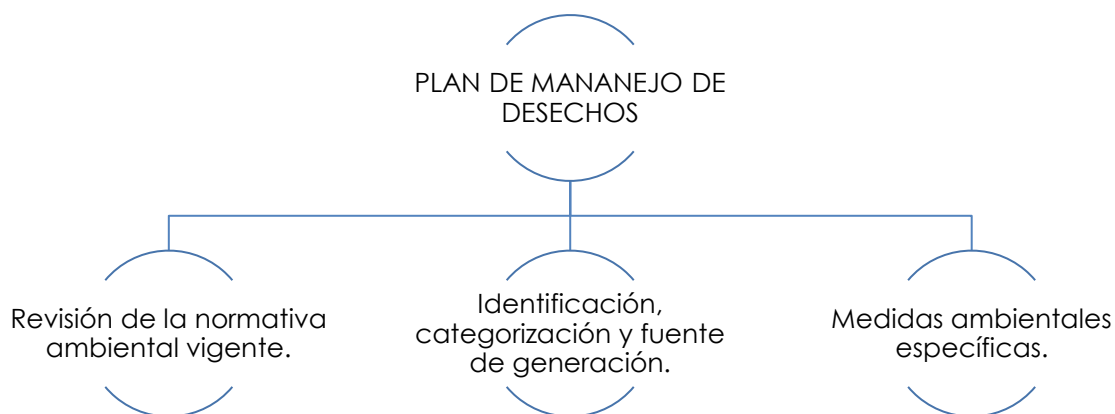 PLAN DE MANANEJO DE
DESECHOS
Revisión de la normativa
ambiental vigente.
Identificación,
categorización y fuente
de generación.
Medidas ambientales
específicas.